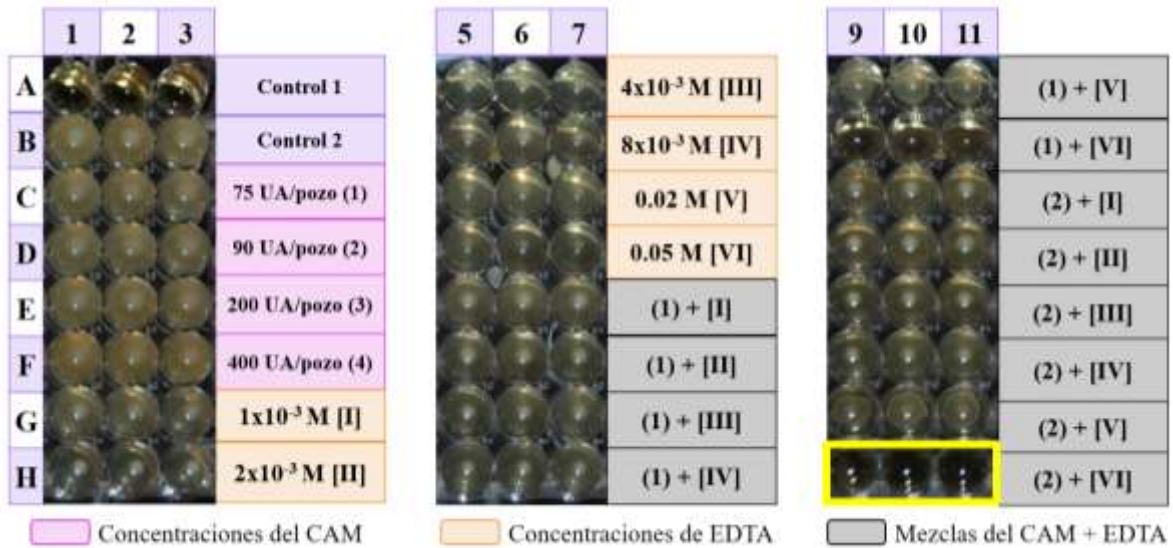 1 2 3
A Control 1
B Control 2
C 75 UA/pozo (1)
D 90 UA/pozo (2)
E 200 UA/pozo (3)
F 400 UA/pozo (4)
G 1x10⁻³ M [I]
H 2x10⁻³ M [II]
Concentraciones del CAM
5 6 7
4x10⁻³ M [III]
8x10⁻³ M [IV]
0.02 M [V]
0.05 M [VI]
(1) + [I]
(1) + [II]
(1) + [III]
(1) + [IV]
Concentraciones de EDTA
9 10 11
(1) + [V]
(1) + [VI]
(2) + [I]
(2) + [II]
(2) + [III]
(2) + [IV]
(2) + [V]
(2) + [VI]
Mezclas del CAM + EDTA